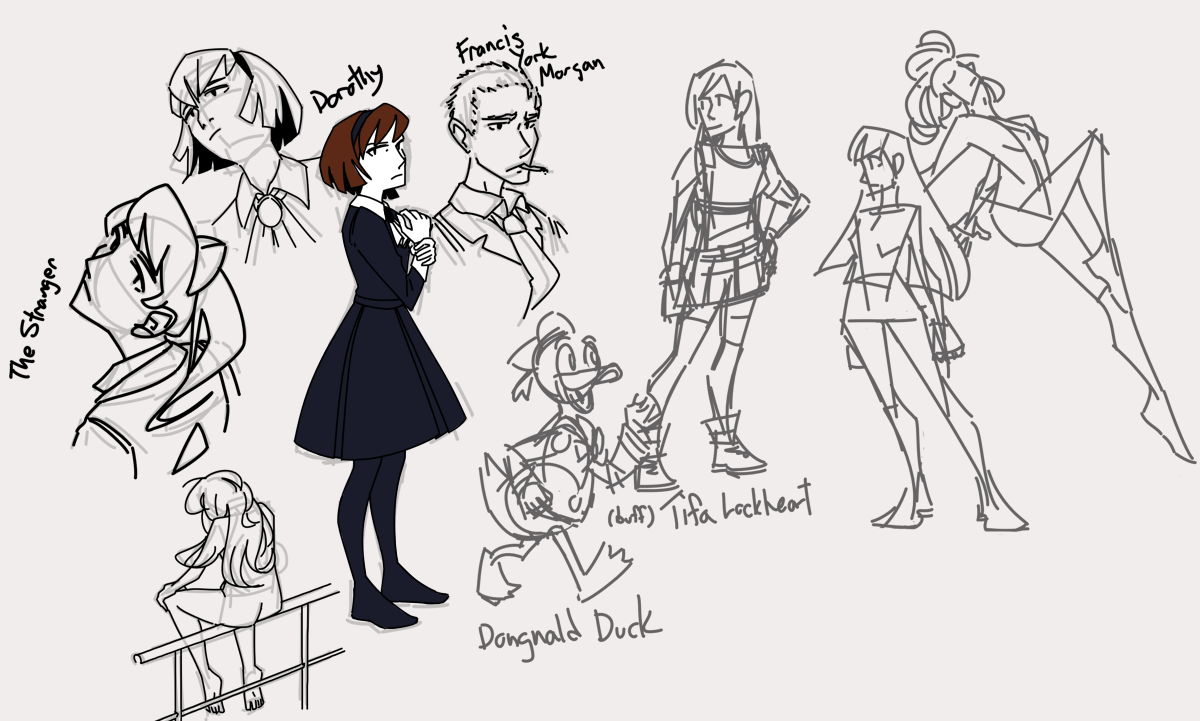 Francis
York
Morgan
Dorothy
The Stranger
(buff) Tifa Lockheart
Dongnald Duck